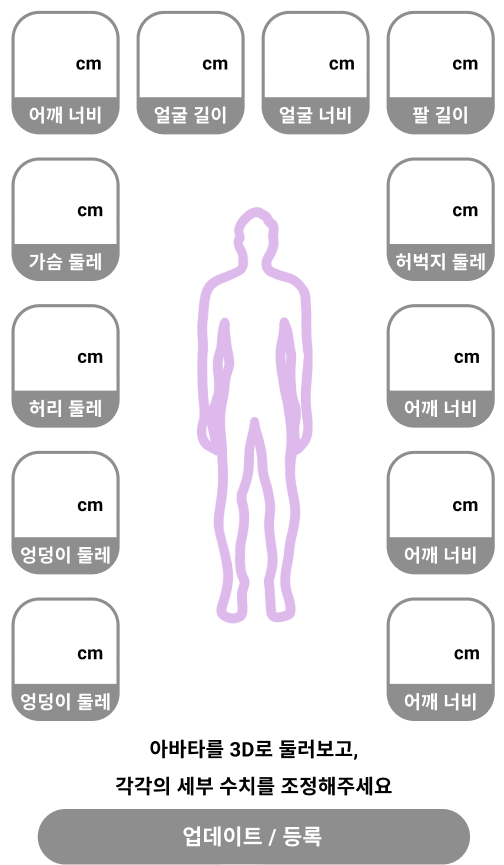 cm
어깨 너비
cm
얼굴 길이
cm
얼굴 너비
cm
팔 길이
cm
가슴 둘레
cm
허벅지 둘레
cm
허리 둘레
cm
어깨 너비
cm
엉덩이 둘레
cm
어깨 너비
cm
엉덩이 둘레
cm
어깨 너비
아바타를 3D로 둘러보고,
각각의 세부 수치를 조정해주세요
업데이트 / 등록